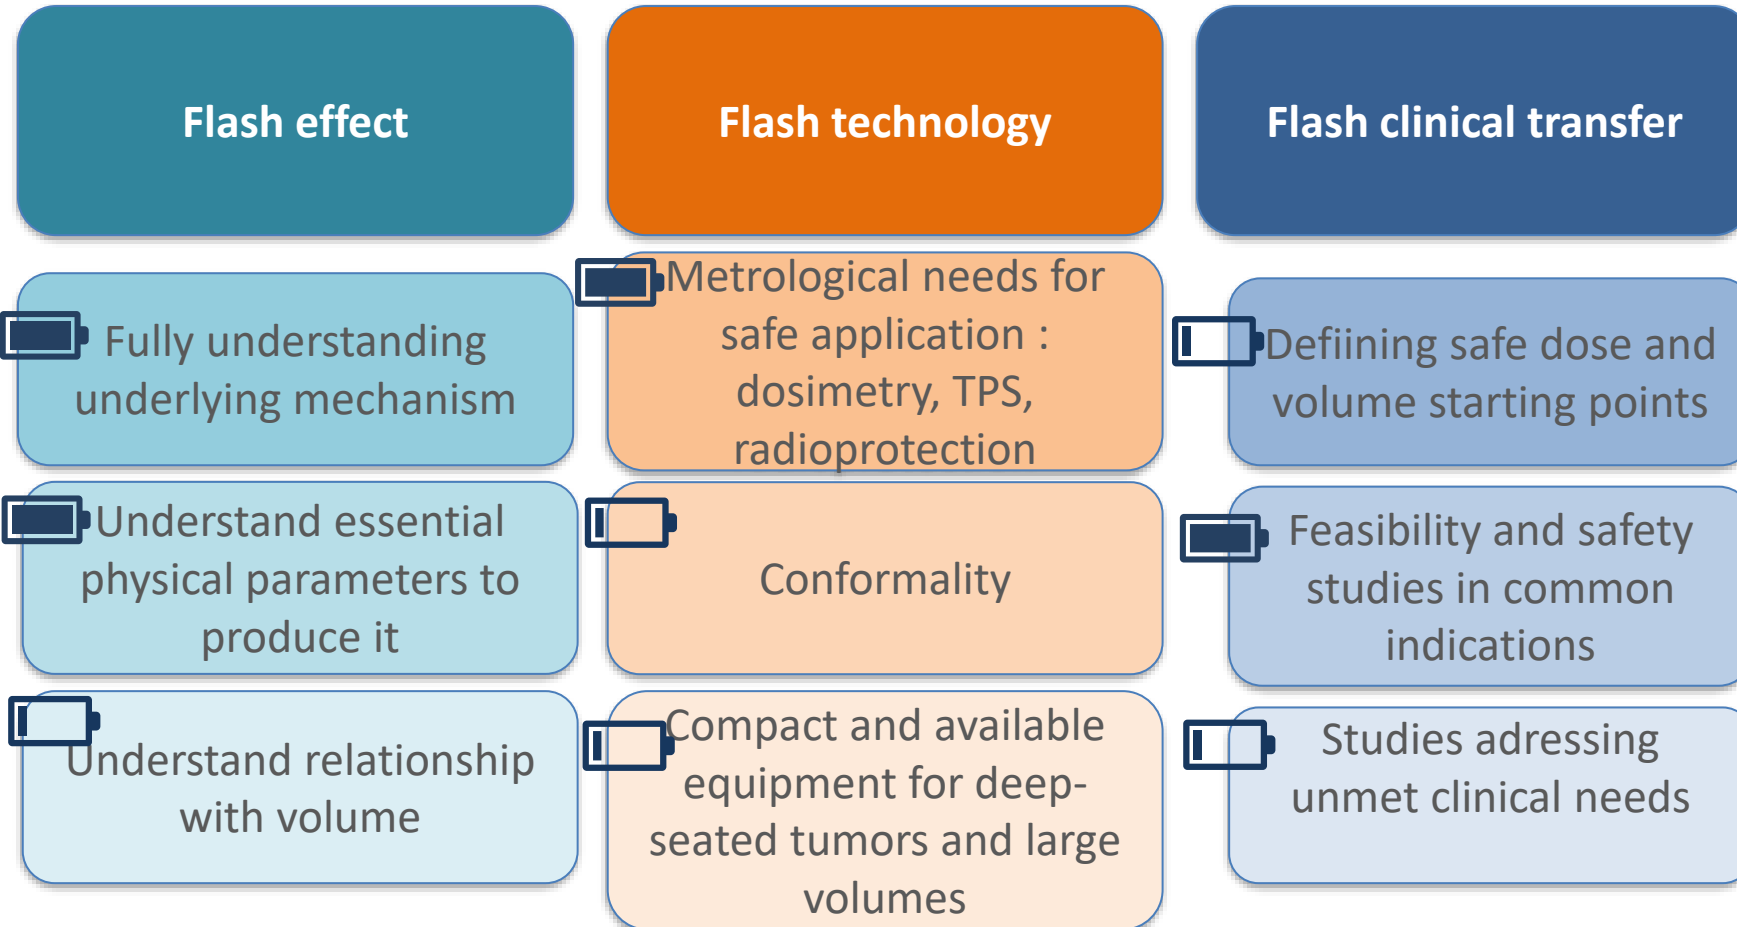 Flash effect
Flash technology
Flash clinical transfer
Fully understanding
underlying mechanism
Understand essential
physical parameters to
produce it
Understand relationship
with volume
Metrological needs for
safe application :
dosimetry, TPS,
radioprotection
Conformality
Compact and available
equipment for deep-
seated tumors and large
volumes
Defiining safe dose and
volume starting points
Feasibility and safety
studies in common
indications
Studies adressing
unmet clinical needs